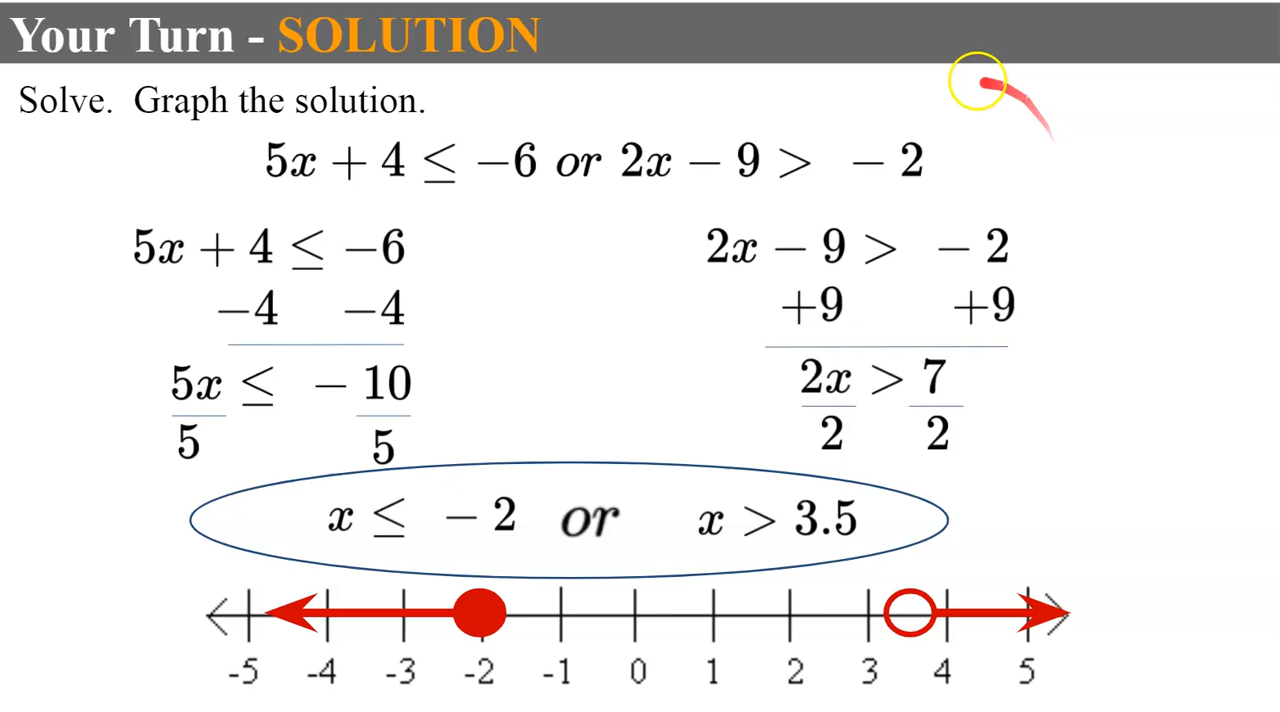 Your Turn - SOLUTION
Solve. Graph the solution.
5x + 4 ≤ −6 or 2x − 9 > − 2
5x + 4 ≤ −6
−4 −4
5x ≤ − 10
5 5
2x − 9 > − 2
+9 +9
2x > 7
2 2
x ≤ − 2 or x > 3.5
-5 -4 -3 -2 -1 0 1 2 3 4 5